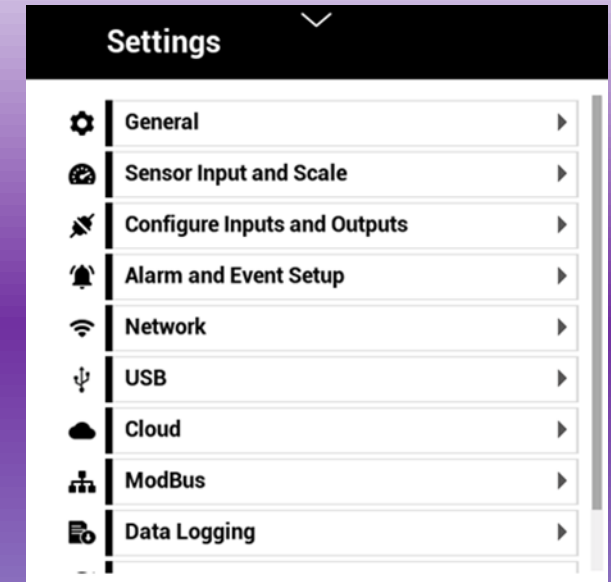 Settings
General
Sensor Input and Scale
Configure Inputs and Outputs
Alarm and Event Setup
Network
USB
Cloud
ModBus
Data Logging